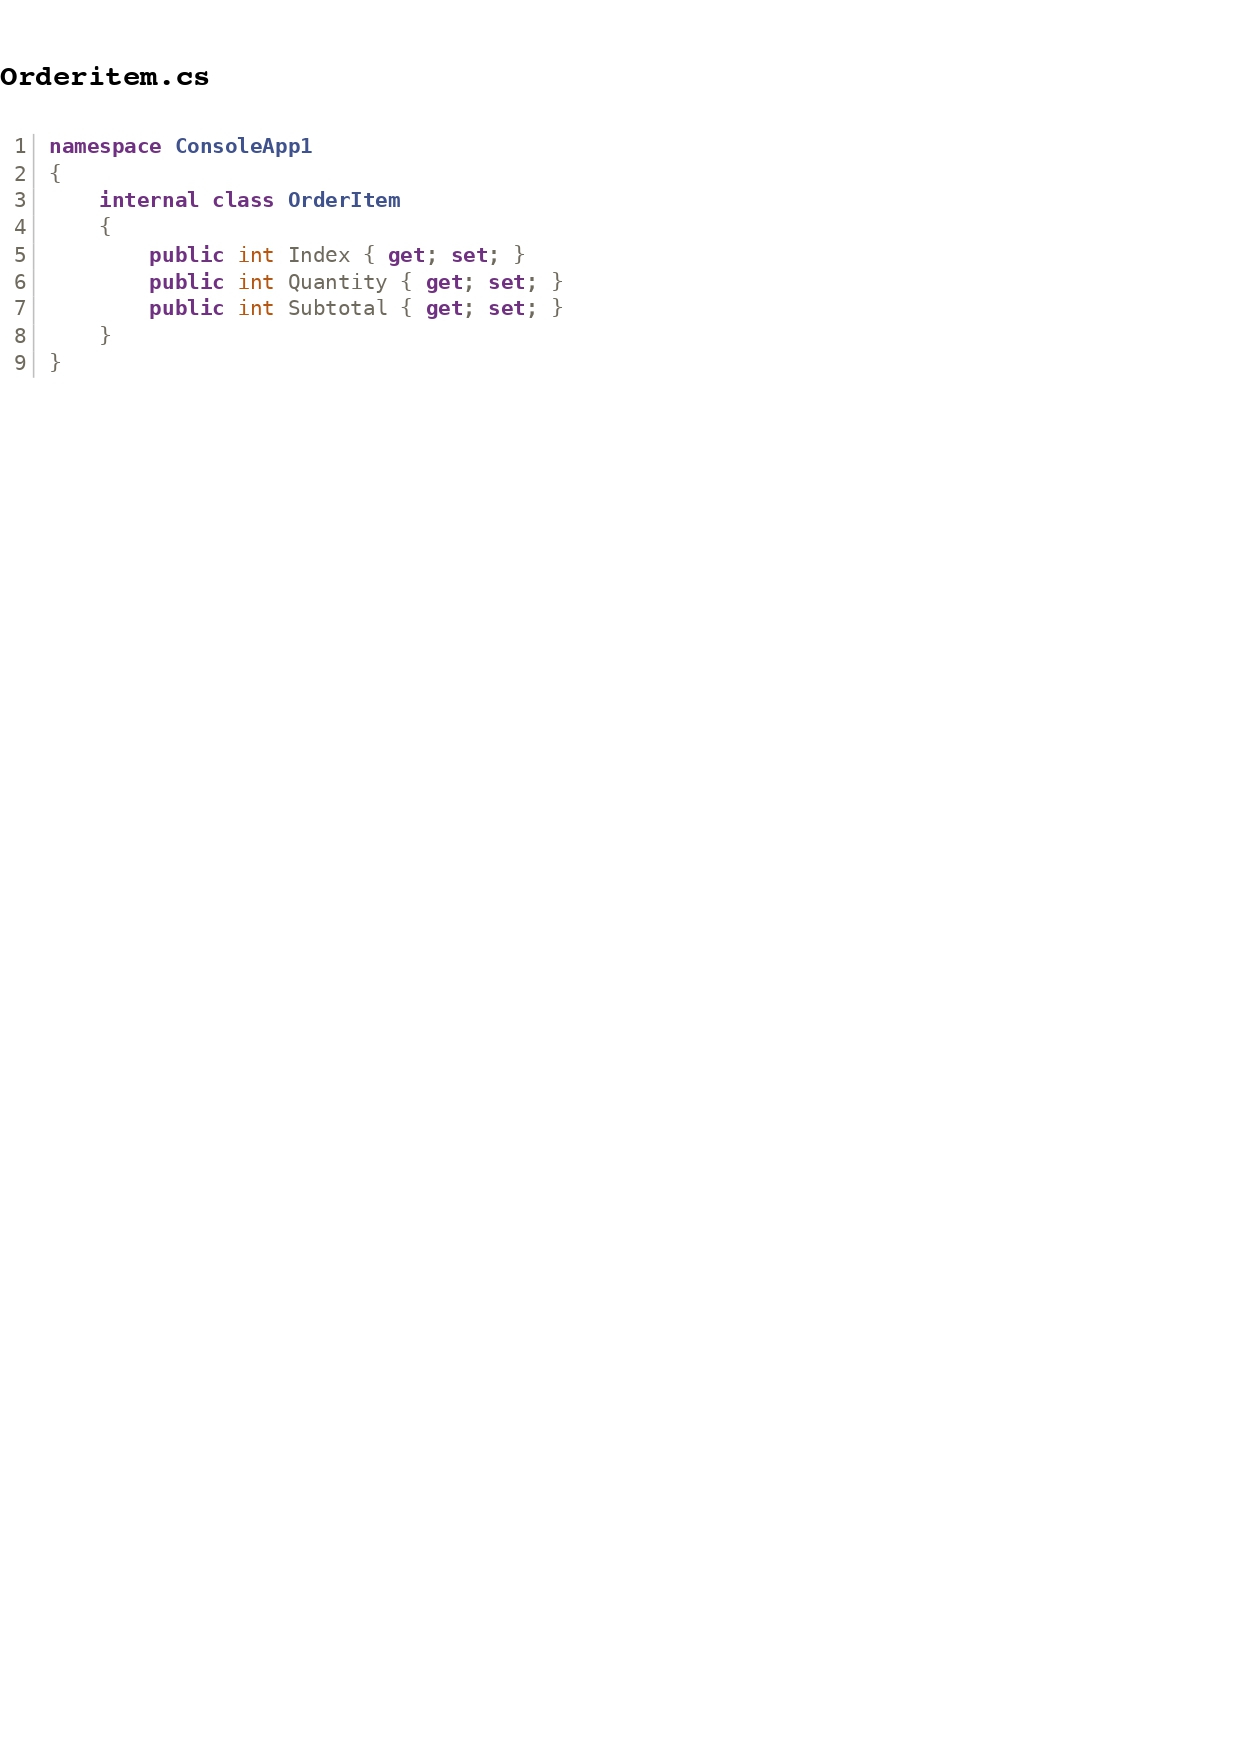 Orderitem.cs
1 namespace ConsoleApp1
2 {
3     internal class OrderItem
4     {
5         public int Index { get; set; }
6         public int Quantity { get; set; }
7         public int Subtotal { get; set; }
8     }
9 }